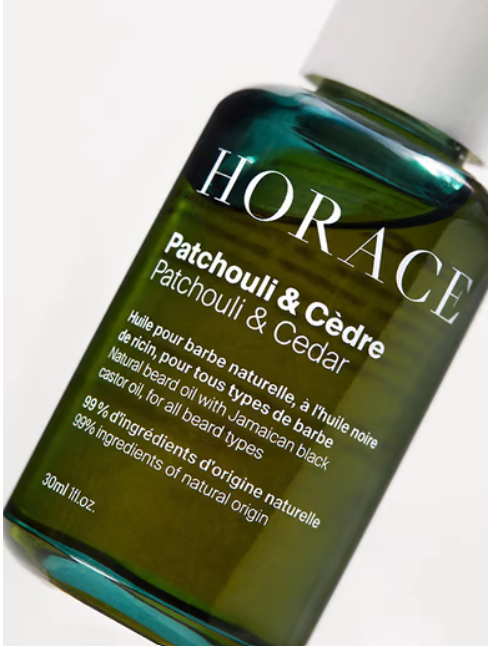 HORACE
Patchouli & Cèdre
Patchouli & Cedar
Huile pour barbe naturelle, à l'huile noire
de ricin, pour tous types de barbe
Natural beard oil with Jamaican black
castor oil, for all beard types
99 % d'ingrédients d'origine naturelle
99% ingredients of natural origin
30ml 1fl.oz.